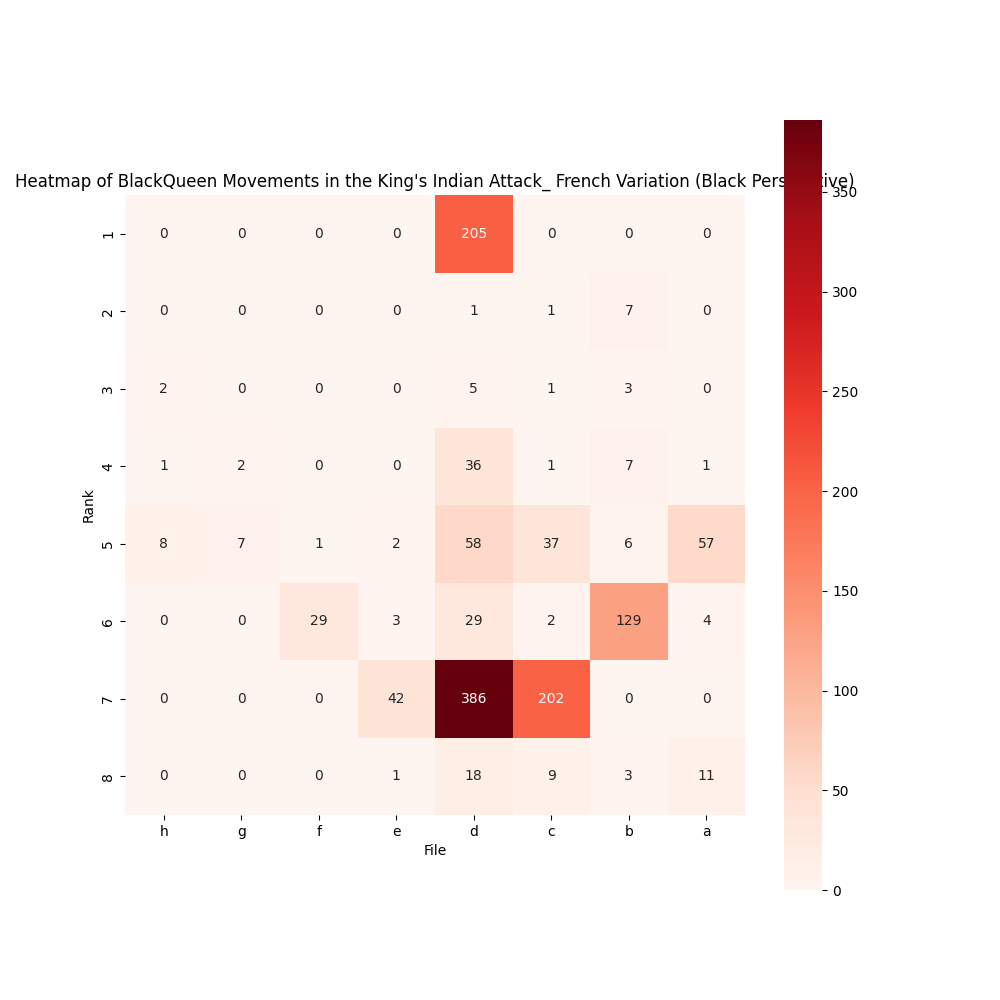 Heatmap of BlackQueen Movements in the King's Indian Attack_ French Variation (Black Perspective)
350
300
250
200
150
100
50
0
Rank
1 0 0 0 0 205 0 0 0
2 0 0 0 0 1 1 7 0
3 2 0 0 0 5 1 3 0
4 1 2 0 0 36 1 7 1
5 8 7 1 2 58 37 6 57
6 0 0 29 3 29 2 129 4
7 0 0 0 42 386 202 0 0
8 0 0 0 1 18 9 3 11
h g f e d c b a
File